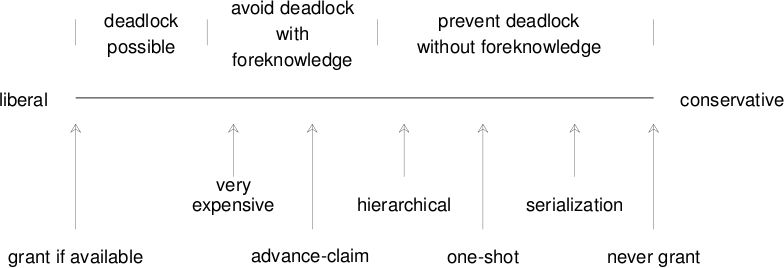 deadlock
possible
avoid deadlock
with
foreknowledge
prevent deadlock
without foreknowledge
liberal
conservative
very
expensive
hierarchical
serialization
grant if available
advance-claim
one-shot
never grant